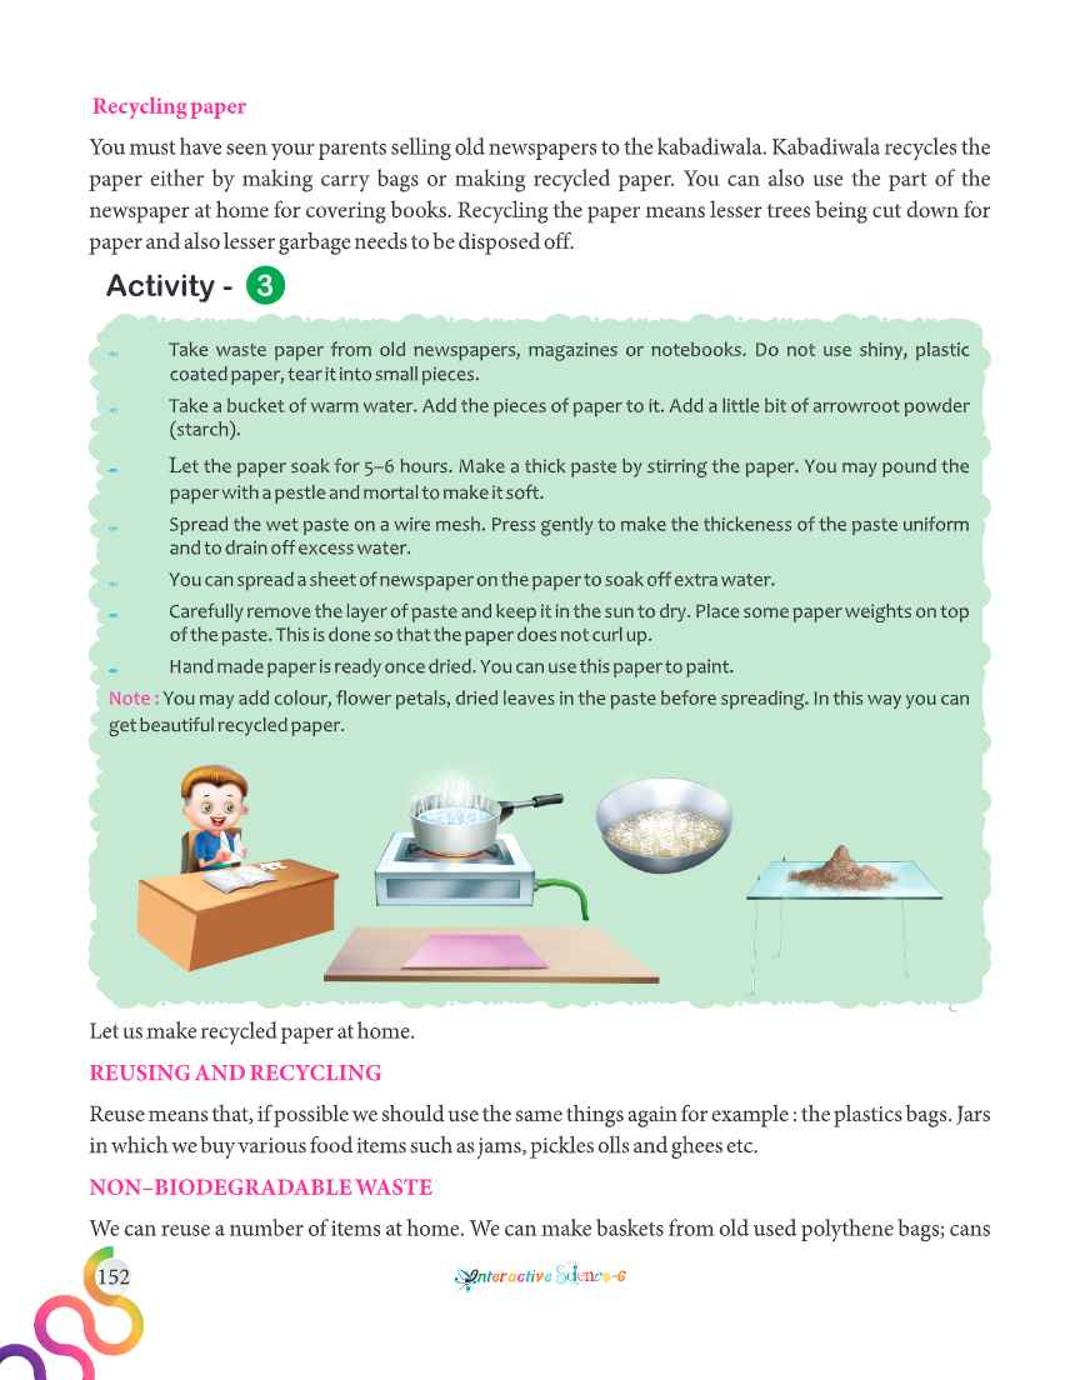 Recycling paper
You must have seen your parents selling old newspapers to the kabadiwala. Kabadiwala recycles the
paper either by making carry bags or making recycled paper. You can also use the part of the
newspaper at home for covering books. Recycling the paper means lesser trees being cut down for
paper and also lesser garbage needs to be disposed off.
Activity - 3
- Take waste paper from old newspapers, magazines or notebooks. Do not use shiny, plastic
coated paper, tear it into small pieces.
- Take a bucket of warm water. Add the pieces of paper to it. Add a little bit of arrowroot powder
(starch).
- Let the paper soak for 5–6 hours. Make a thick paste by stirring the paper. You may pound the
paper with a pestle and mortal to make it soft.
- Spread the wet paste on a wire mesh. Press gently to make the thickeness of the paste uniform
and to drain off excess water.
- You can spread a sheet of newspaper on the paper to soak off extra water.
- Carefully remove the layer of paste and keep it in the sun to dry. Place some paper weights on top
of the paste. This is done so that the paper does not curl up.
- Hand made paper is ready once dried. You can use this paper to paint.
Note : You may add colour, flower petals, dried leaves in the paste before spreading. In this way you can
get beautiful recycled paper.
Let us make recycled paper at home.
REUSING AND RECYCLING
Reuse means that, if possible we should use the same things again for example : the plastics bags. Jars
in which we buy various food items such as jams, pickles olls and ghees etc.
NON–BIODEGRADABLE WASTE
We can reuse a number of items at home. We can make baskets from old used polythene bags; cans
152
Interactive Science-6